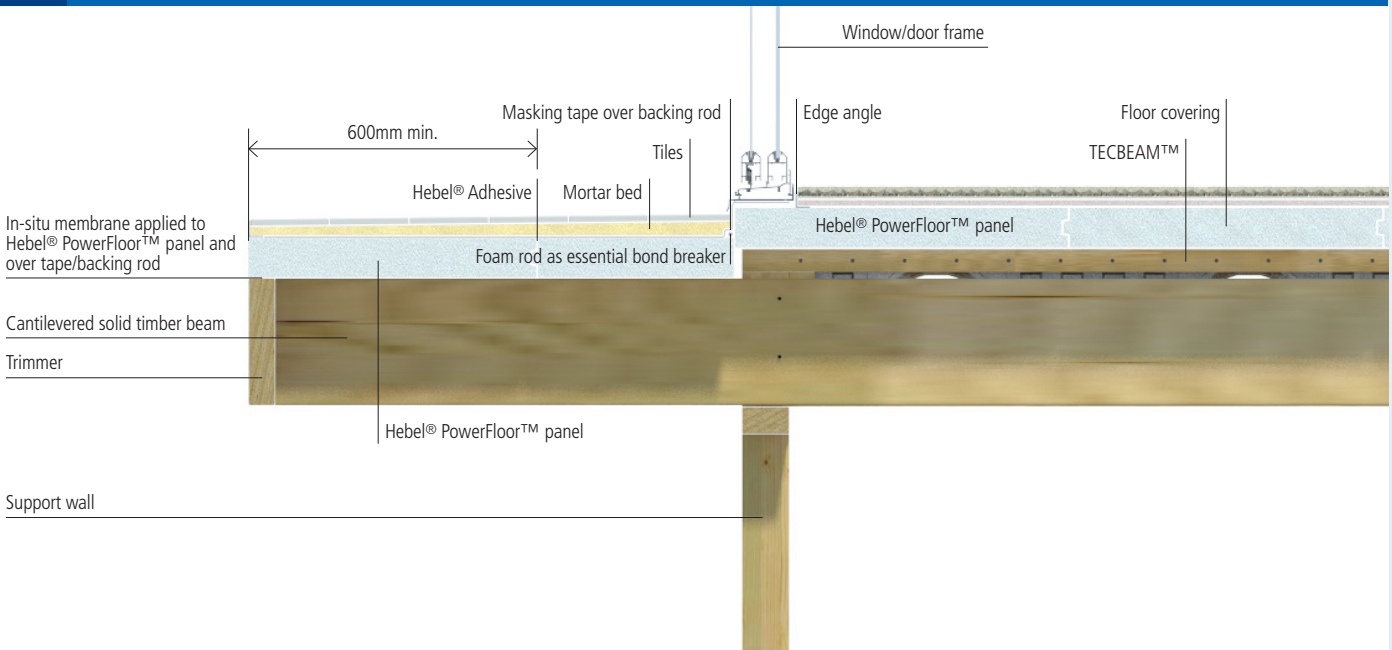 Window/door frame
Masking tape over backing rod
Edge angle
Floor covering
600mm min.
Tiles
TECBEAM™
Hebel® Adhesive
Mortar bed
In-situ membrane applied to
Hebel® PowerFloor™ panel and
over tape/backing rod
Hebel® PowerFloor™ panel
Foam rod as essential bond breaker
Cantilevered solid timber beam
Trimmer
Hebel® PowerFloor™ panel
Support wall